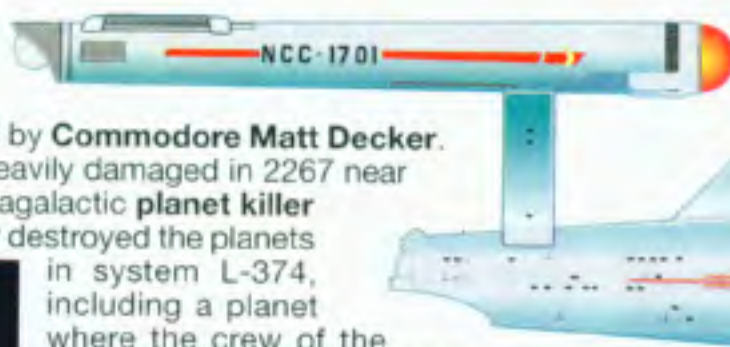 NCC-1701
by Commodore Matt Decker.
eavily damaged in 2267 near
agalactic planet killer
destroyed the planets
in system L-374,
including a planet
where the crew of the